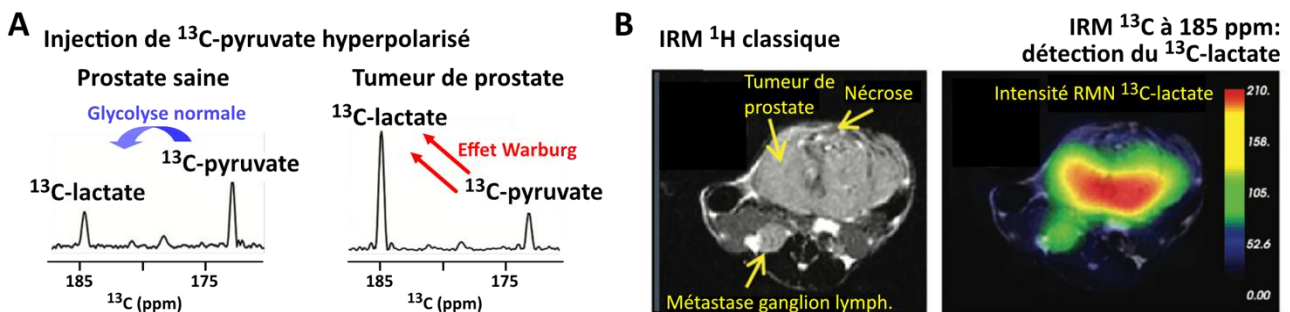 A
Injection de ¹³C-pyruvate hyperpolarisé
Prostate saine
Glycolyse normale
¹³C-pyruvate
¹³C-lactate
185
175
¹³C (ppm)
Tumeur de prostate
¹³C-lactate
Effet Warburg
¹³C-pyruvate
185
175
¹³C (ppm)
B
IRM ¹H classique
Tumeur de
prostate
Nécrose
Métastase ganglion lymph.
IRM ¹³C à 185 ppm:
détection du ¹³C-lactate
Intensité RMN ¹³C-lactate
210.
158.
105.
52.6
0.00